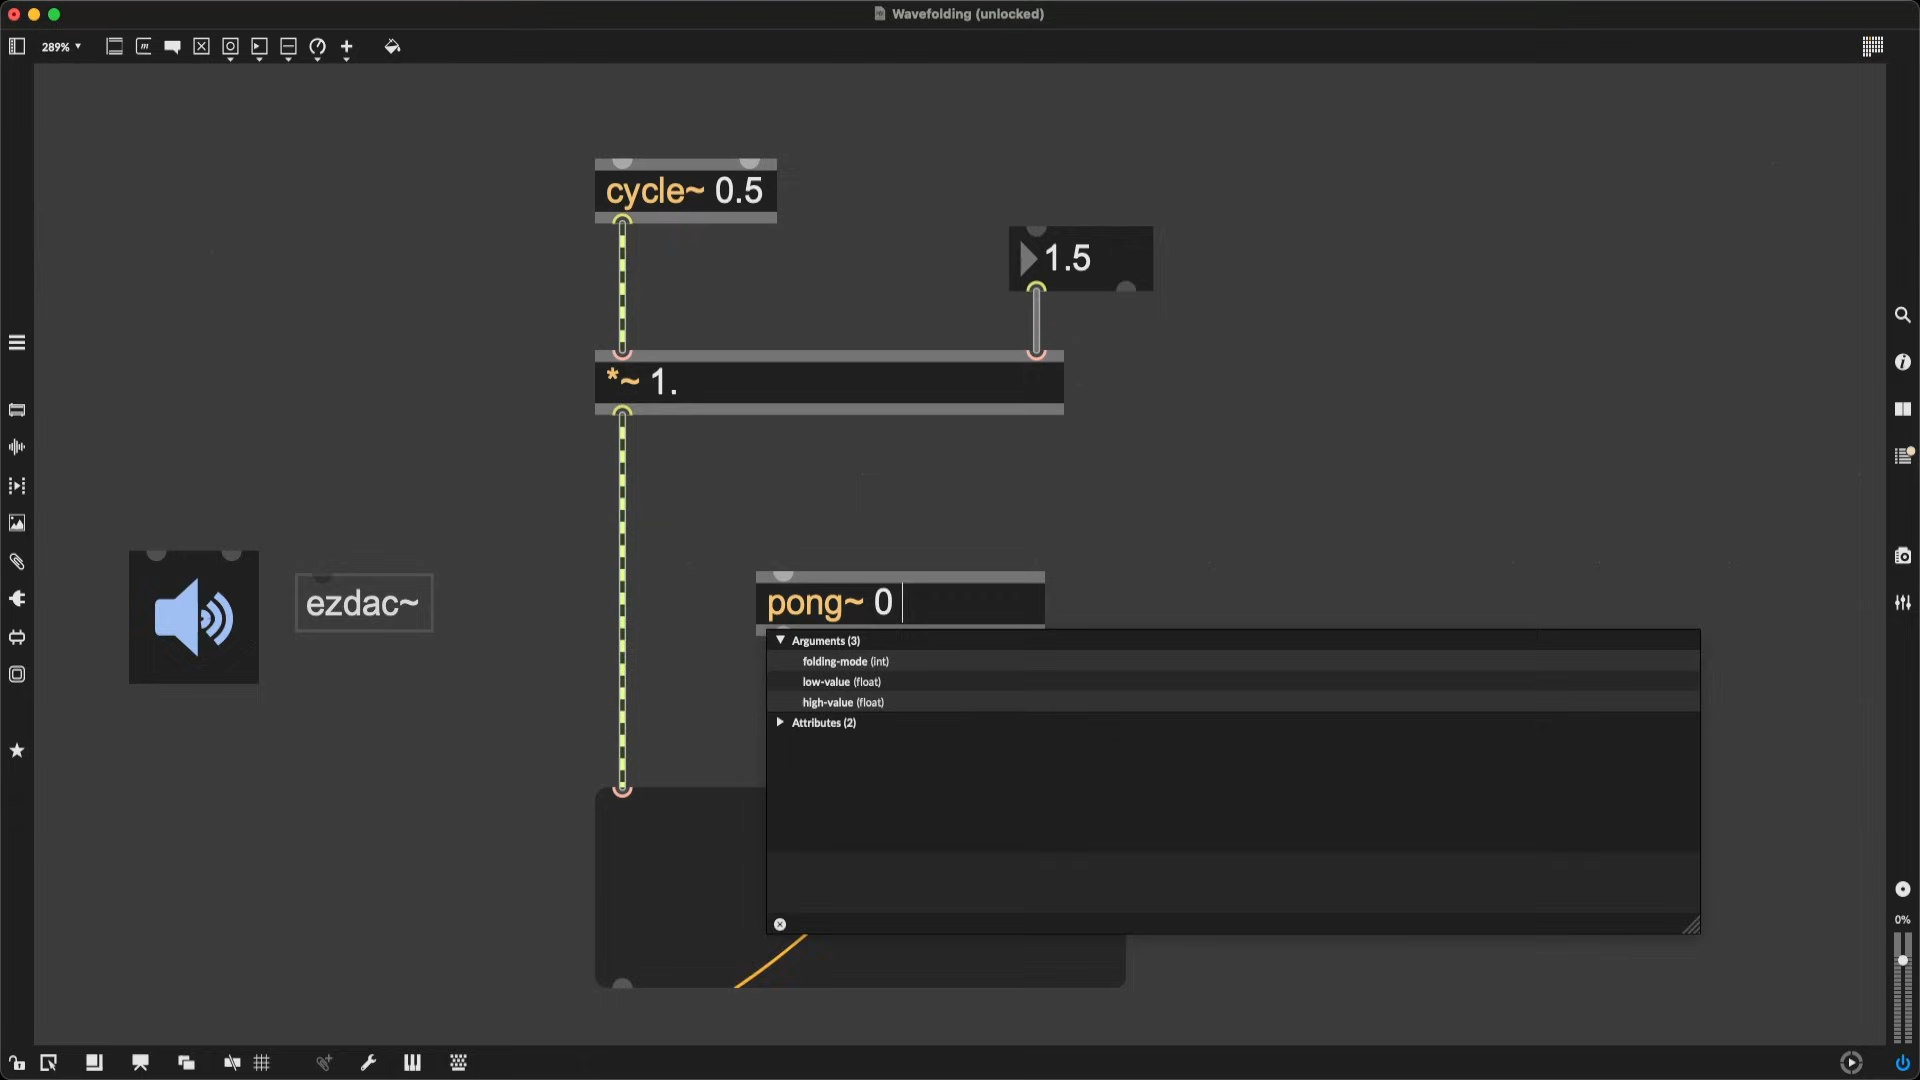 Wavefolding (unlocked)
289%
cycle~ 0.5
1.5
*~ 1.
ezdac~
pong~ 0
Arguments (3)
folding-mode (int)
low-value (float)
high-value (float)
Attributes (2)
0%